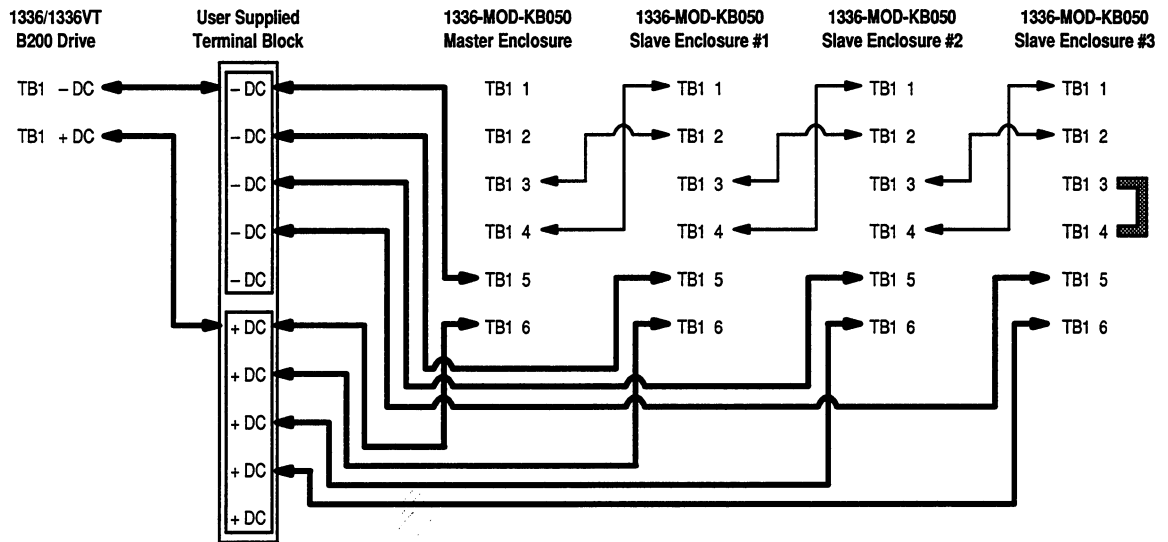 1336/1336VT User Supplied 1336-MOD-KB050 1336-MOD-KB050 1336-MOD-KB050 1336-MOD-KB050
B200 Drive Terminal Block Master Enclosure Slave Enclosure #1 Slave Enclosure #2 Slave Enclosure #3
TB1 – DC – DC TB1 1 TB1 1 TB1 1 TB1 1
TB1 + DC – DC TB1 2 TB1 2 TB1 2 TB1 2
– DC TB1 3 TB1 3 TB1 3 TB1 3
– DC TB1 4 TB1 4 TB1 4 TB1 4
– DC TB1 5 TB1 5 TB1 5 TB1 5
+ DC TB1 6 TB1 6 TB1 6 TB1 6
+ DC
+ DC
+ DC
+ DC